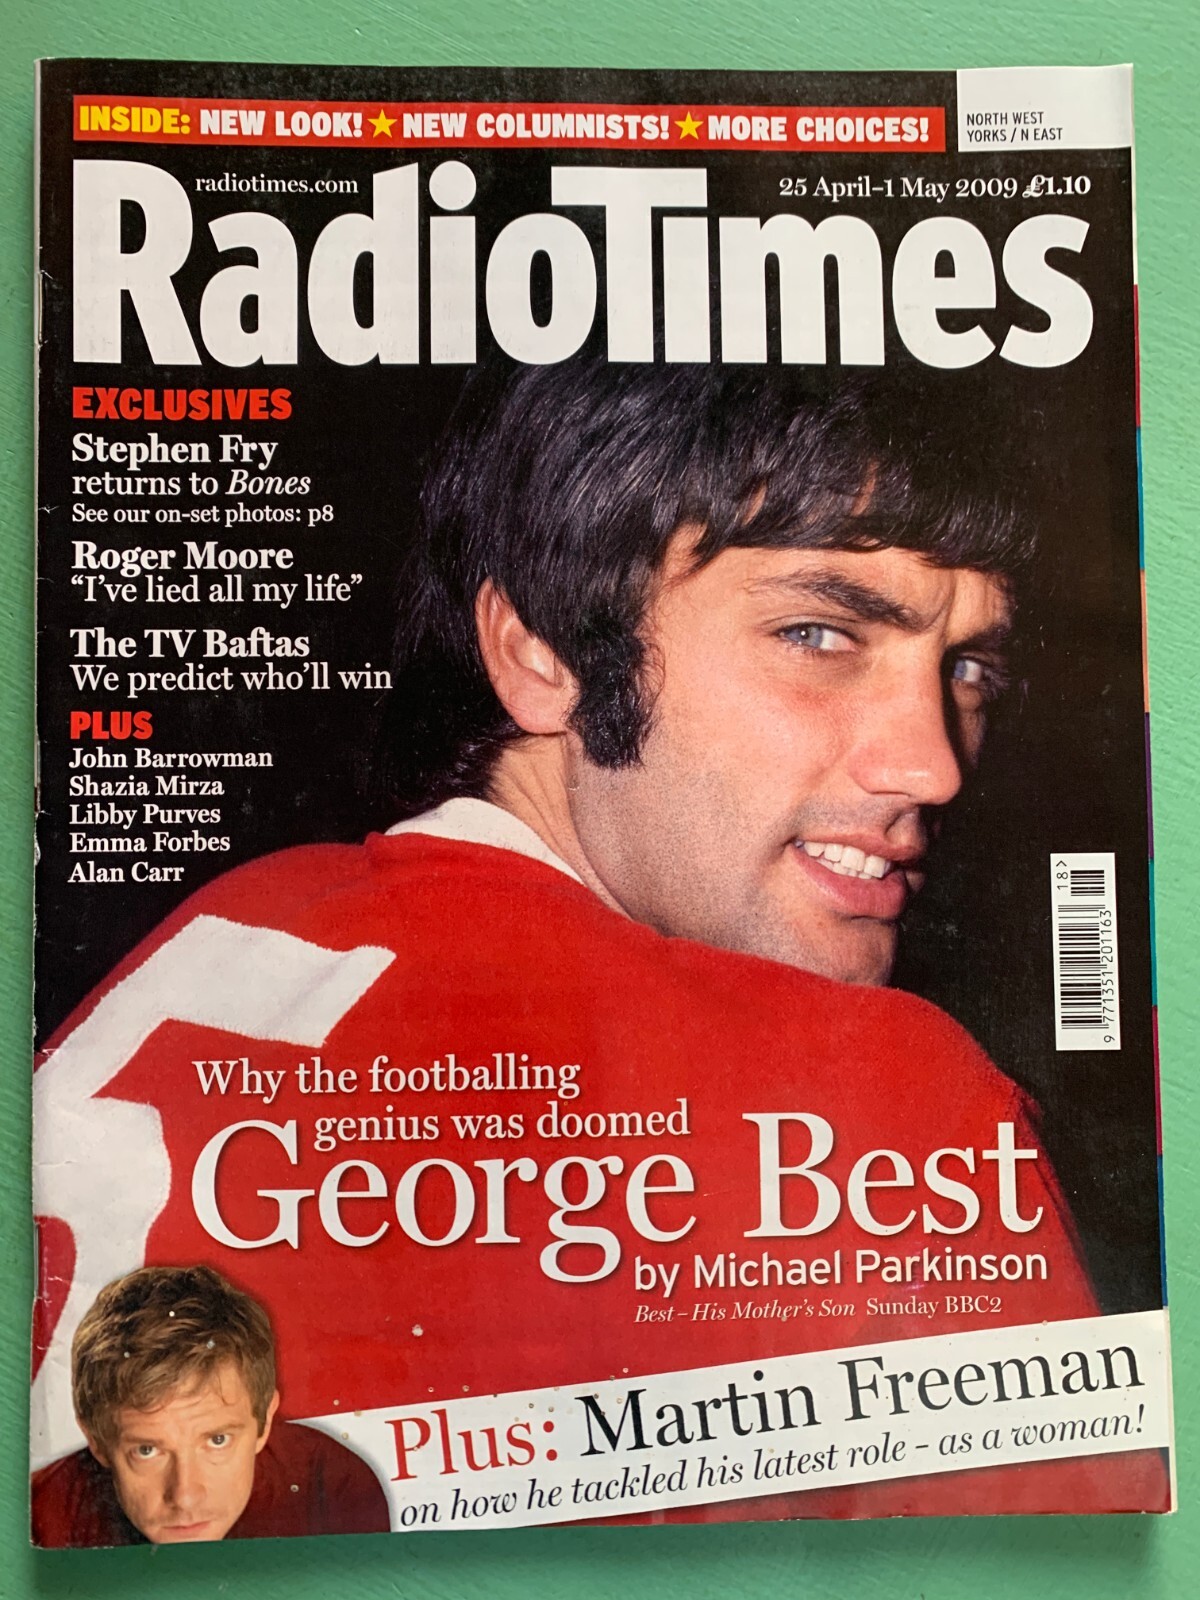 INSIDE: NEW LOOK! ★ NEW COLUMNISTS! ★ MORE CHOICES!
NORTH WEST
YORKS / N EAST
radiotimes.com
25 April–1 May 2009 £1.10
RadioTimes
EXCLUSIVES
Stephen Fry
returns to Bones
See our on-set photos: p8
Roger Moore
“I’ve lied all my life”
The TV Baftas
We predict who’ll win
PLUS
John Barrowman
Shazia Mirza
Libby Purves
Emma Forbes
Alan Carr
18>
9 771351 201163
Why the footballing
genius was doomed
George Best
by Michael Parkinson
Best – His Mother’s Son Sunday BBC2
Plus: Martin Freeman
on how he tackled his latest role - as a woman!